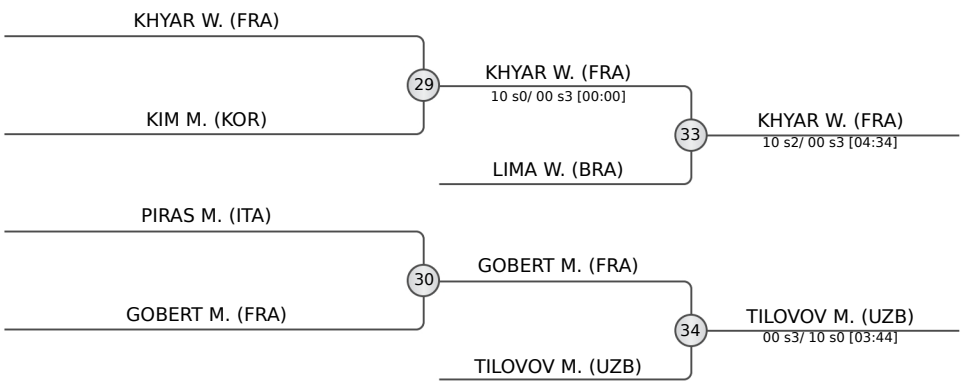 KHYAR W. (FRA)
29
KHYAR W. (FRA)
10 s0/ 00 s3 [00:00]
KIM M. (KOR)
33
KHYAR W. (FRA)
10 s2/ 00 s3 [04:34]
LIMA W. (BRA)
PIRAS M. (ITA)
30
GOBERT M. (FRA)
GOBERT M. (FRA)
34
TILOVOV M. (UZB)
00 s3/ 10 s0 [03:44]
TILOVOV M. (UZB)